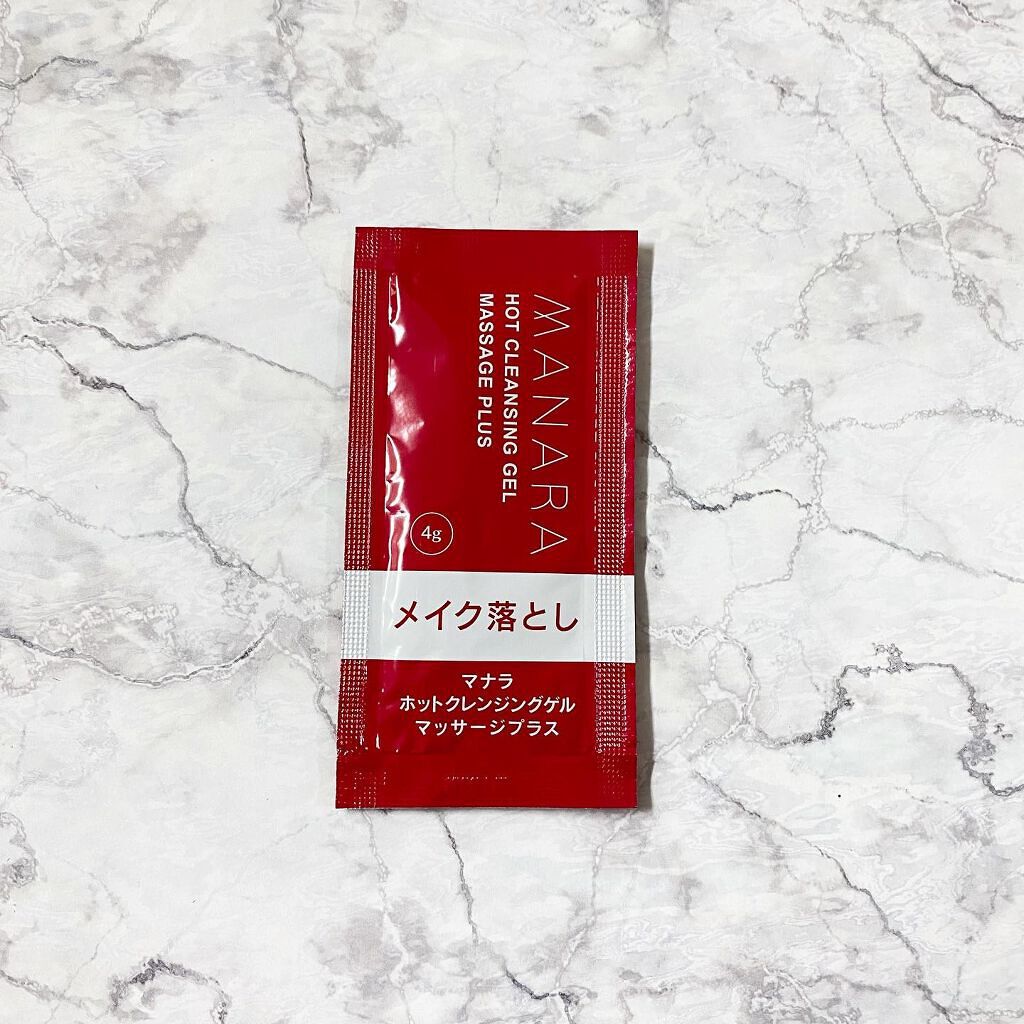 MANARA
HOT CLEANSING GEL
MASSAGE PLUS
4g
メイク落とし
マナラ
ホットクレンジングゲル
マッサージプラス